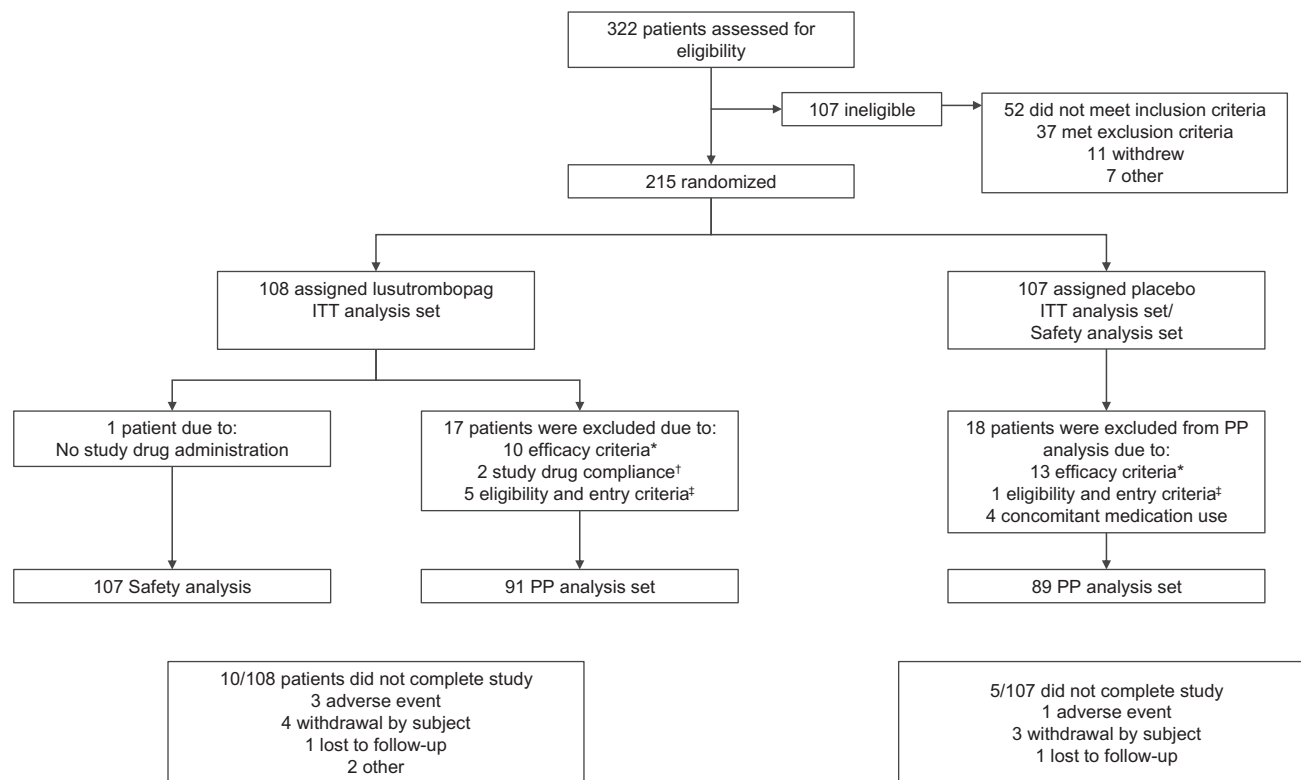 322 patients assessed for
eligibility
107 ineligible
52 did not meet inclusion criteria
37 met exclusion criteria
11 withdrew
7 other
215 randomized
108 assigned lusutrombopag
ITT analysis set
107 assigned placebo
ITT analysis set/
Safety analysis set
1 patient due to:
No study drug administration
17 patients were excluded due to:
10 efficacy criteria*
2 study drug compliance†
5 eligibility and entry criteria‡
18 patients were excluded from PP
analysis due to:
13 efficacy criteria*
1 eligibility and entry criteria‡
4 concomitant medication use
107 Safety analysis
91 PP analysis set
89 PP analysis set
10/108 patients did not complete study
3 adverse event
4 withdrawal by subject
1 lost to follow-up
2 other
5/107 did not complete study
1 adverse event
3 withdrawal by subject
1 lost to follow-up